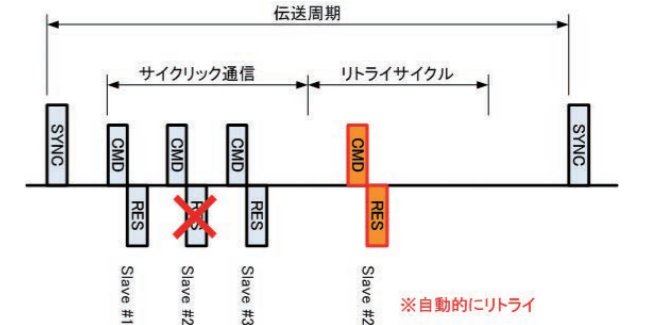 伝送周期
サイクリック通信
リトライサイクル
SYNC
CMD
CMD
CMD
CMD
SYNC
RES
RES
RES
RES
Slave #1
Slave #2
Slave #3
Slave #2
※自動的にリトライ